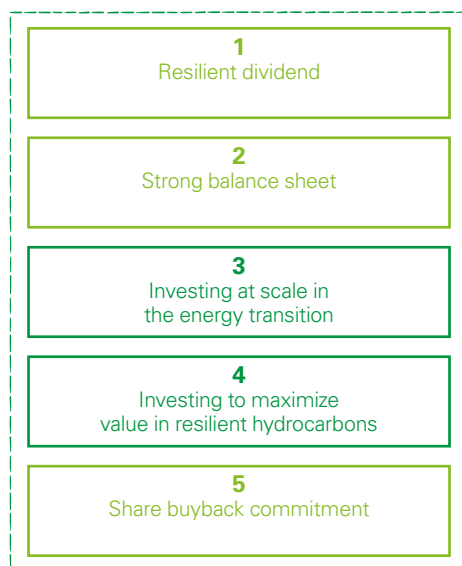 1
Resilient dividend
2
Strong balance sheet
3
Investing at scale in
the energy transition
4
Investing to maximize
value in resilient hydrocarbons
5
Share buyback commitment